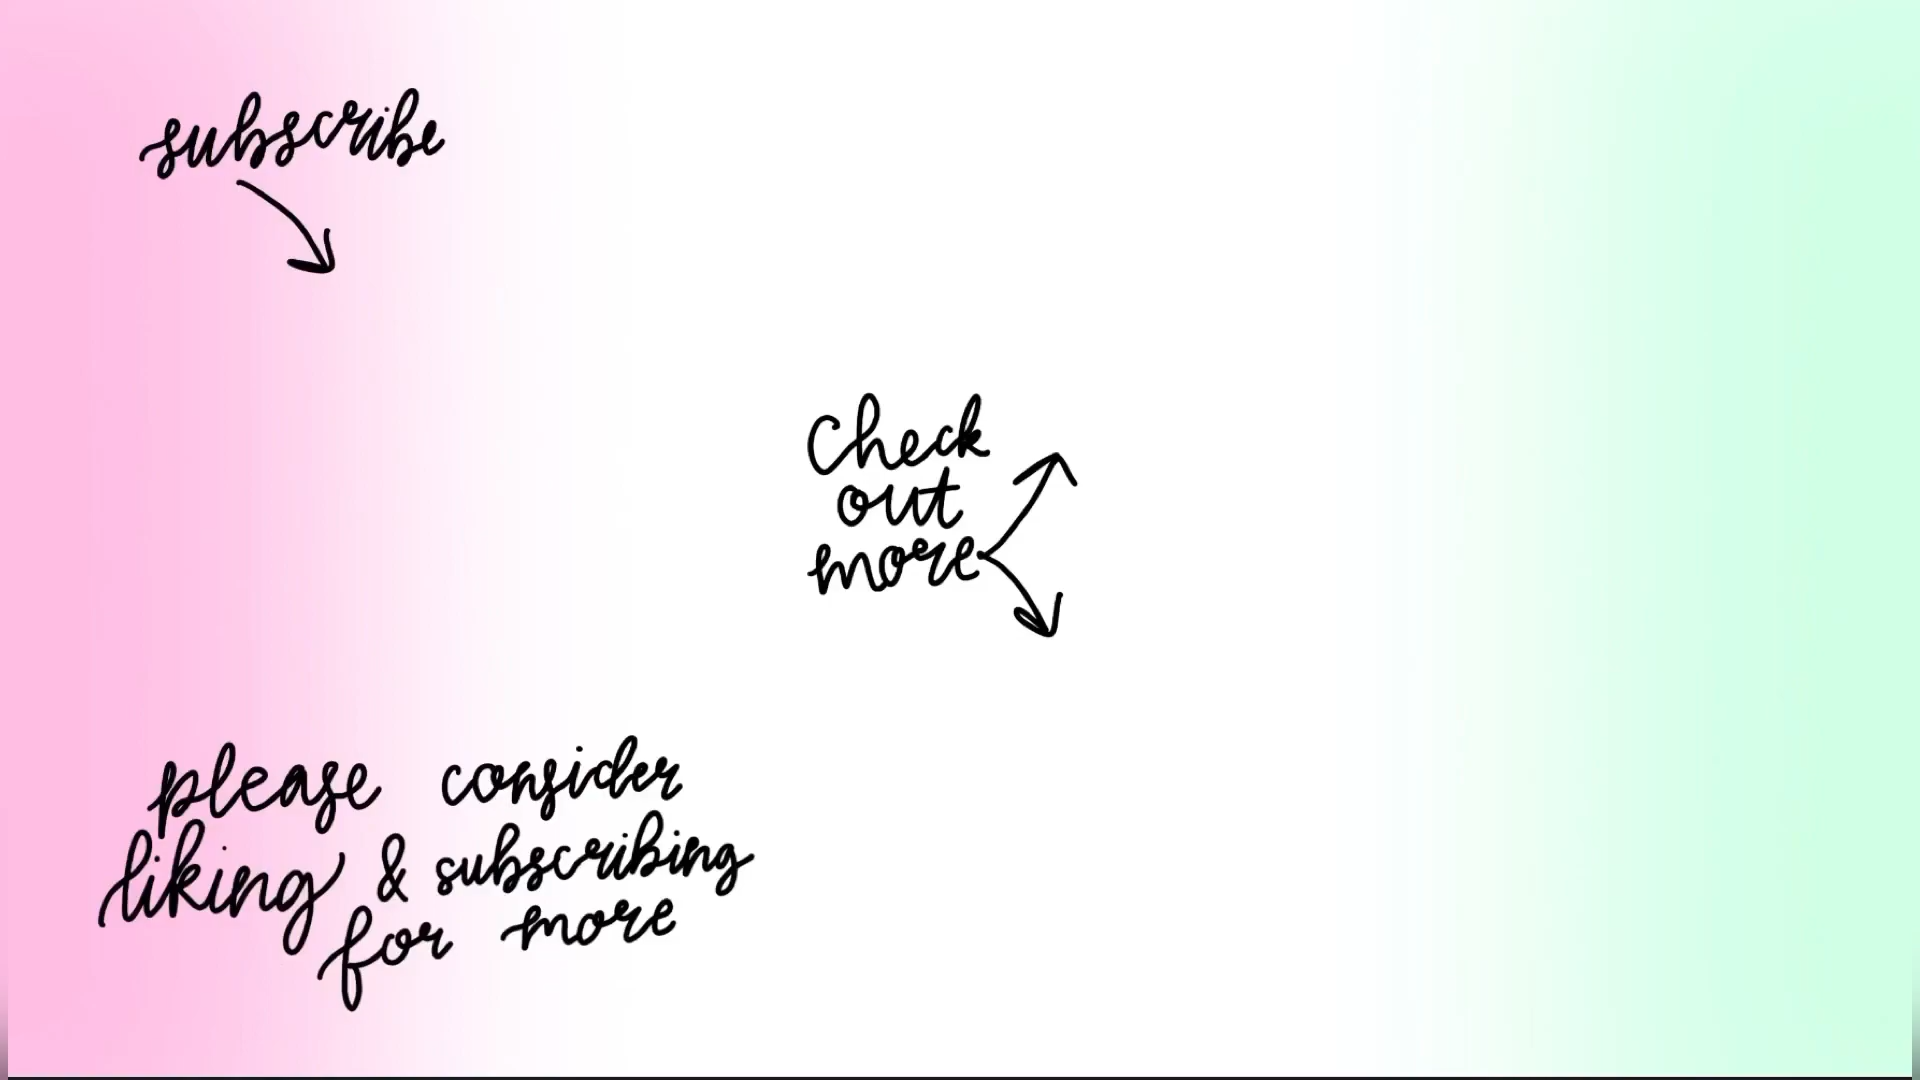 subscribe
Check
out
more
please consider
liking & subscribing
for more